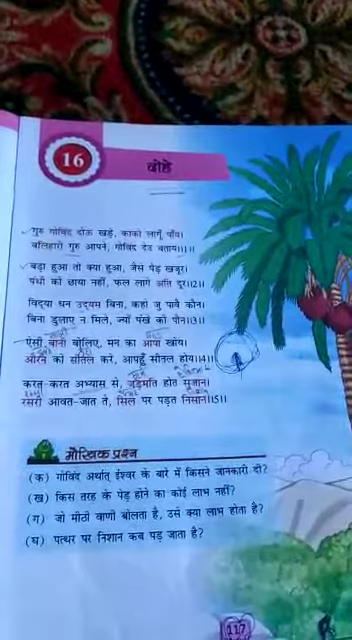 16
दोहे
गुरु गोविंद दोऊ खड़े, काको लागूँ पाँय।
बलिहारी गुरु आपने, गोविंद देउ बताय।।1।।
बड़ा हुआ तो क्या हुआ, जैसे पेड़ खजूर।
पंथी को छाया नहीं, फल लागे अति दूर।।2।।
विद्या धन उद्यम बिना, कहो जु पावै कौन।
बिना डुलाए न मिले, ज्यों पंखे को पौन।।3।।
ऐसी बानी बोलिए, मन का आपा खोय।
औरन को सीतल करे, आपहुँ सीतल होय।।4।।
करत-करत अभ्यास ते, जड़मति होत सुजान।
रसरी आवत-जात ते, सिल पर पड़त निसान।।5।।
मौखिक प्रश्न
(क) गोविंद अर्थात् ईश्वर के बारे में किसने जानकारी दी?
(ख) किस तरह के पेड़ होने का कोई लाभ नहीं?
(ग) जो मीठी वाणी बोलता है, उसे क्या लाभ होता है?
(घ) पत्थर पर निशान कब पड़ जाता है?
117